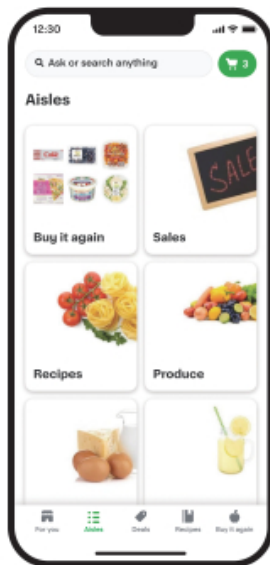 12:30
Ask or search anything
3
Aisles
Coke
SALE
Buy it again
Sales
Recipes
Produce
For you
Aisles
Deals
Recipes
Buy it again